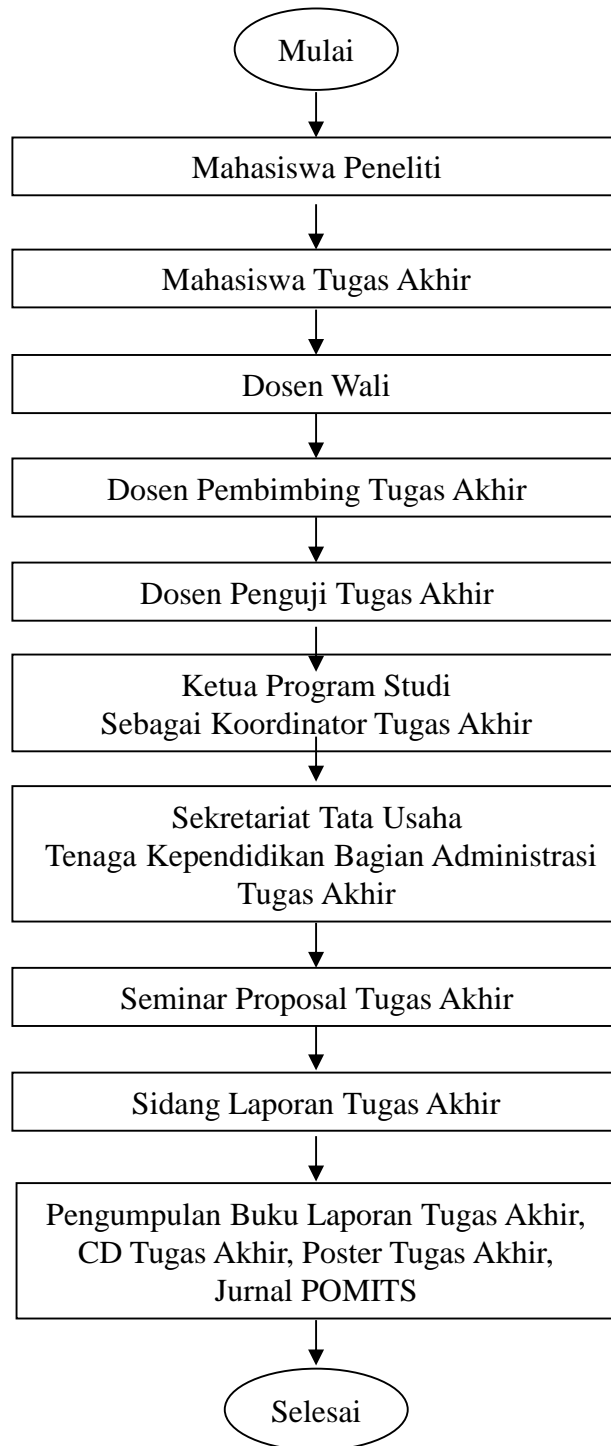 Mulai
Mahasiswa Peneliti
Mahasiswa Tugas Akhir
Dosen Wali
Dosen Pembimbing Tugas Akhir
Dosen Penguji Tugas Akhir
Ketua Program Studi
Sebagai Koordinator Tugas Akhir
Sekretariat Tata Usaha
Tenaga Kependidikan Bagian Administrasi
Tugas Akhir
Seminar Proposal Tugas Akhir
Sidang Laporan Tugas Akhir
Pengumpulan Buku Laporan Tugas Akhir,
CD Tugas Akhir, Poster Tugas Akhir,
Jurnal POMITS
Selesai